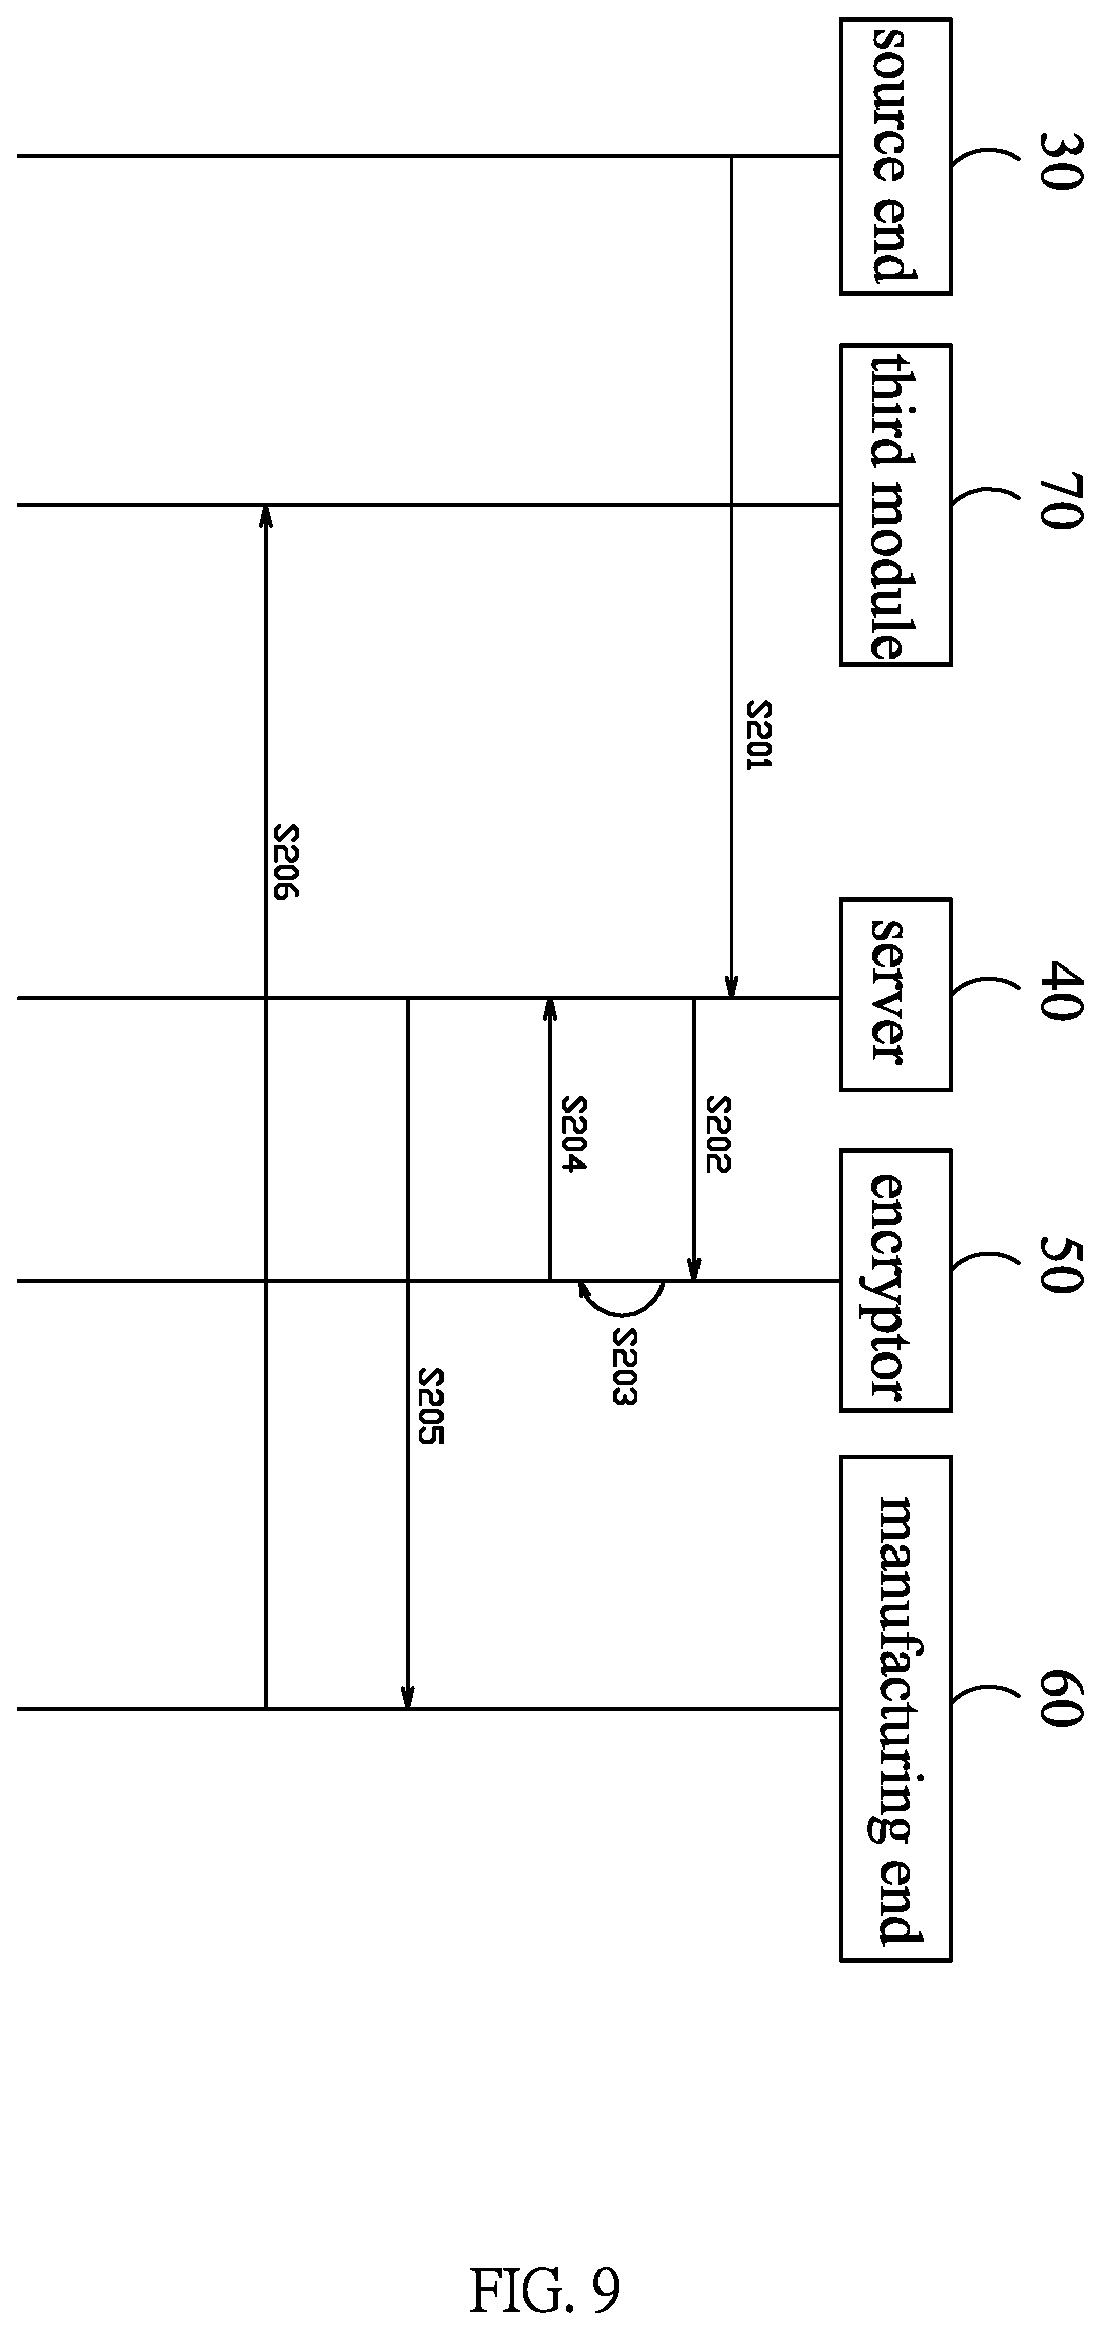 30
70
40
50
60
source end
third module
server
encryptor
manufacturing end
S201
S202
S203
S204
S205
S206
FIG. 9